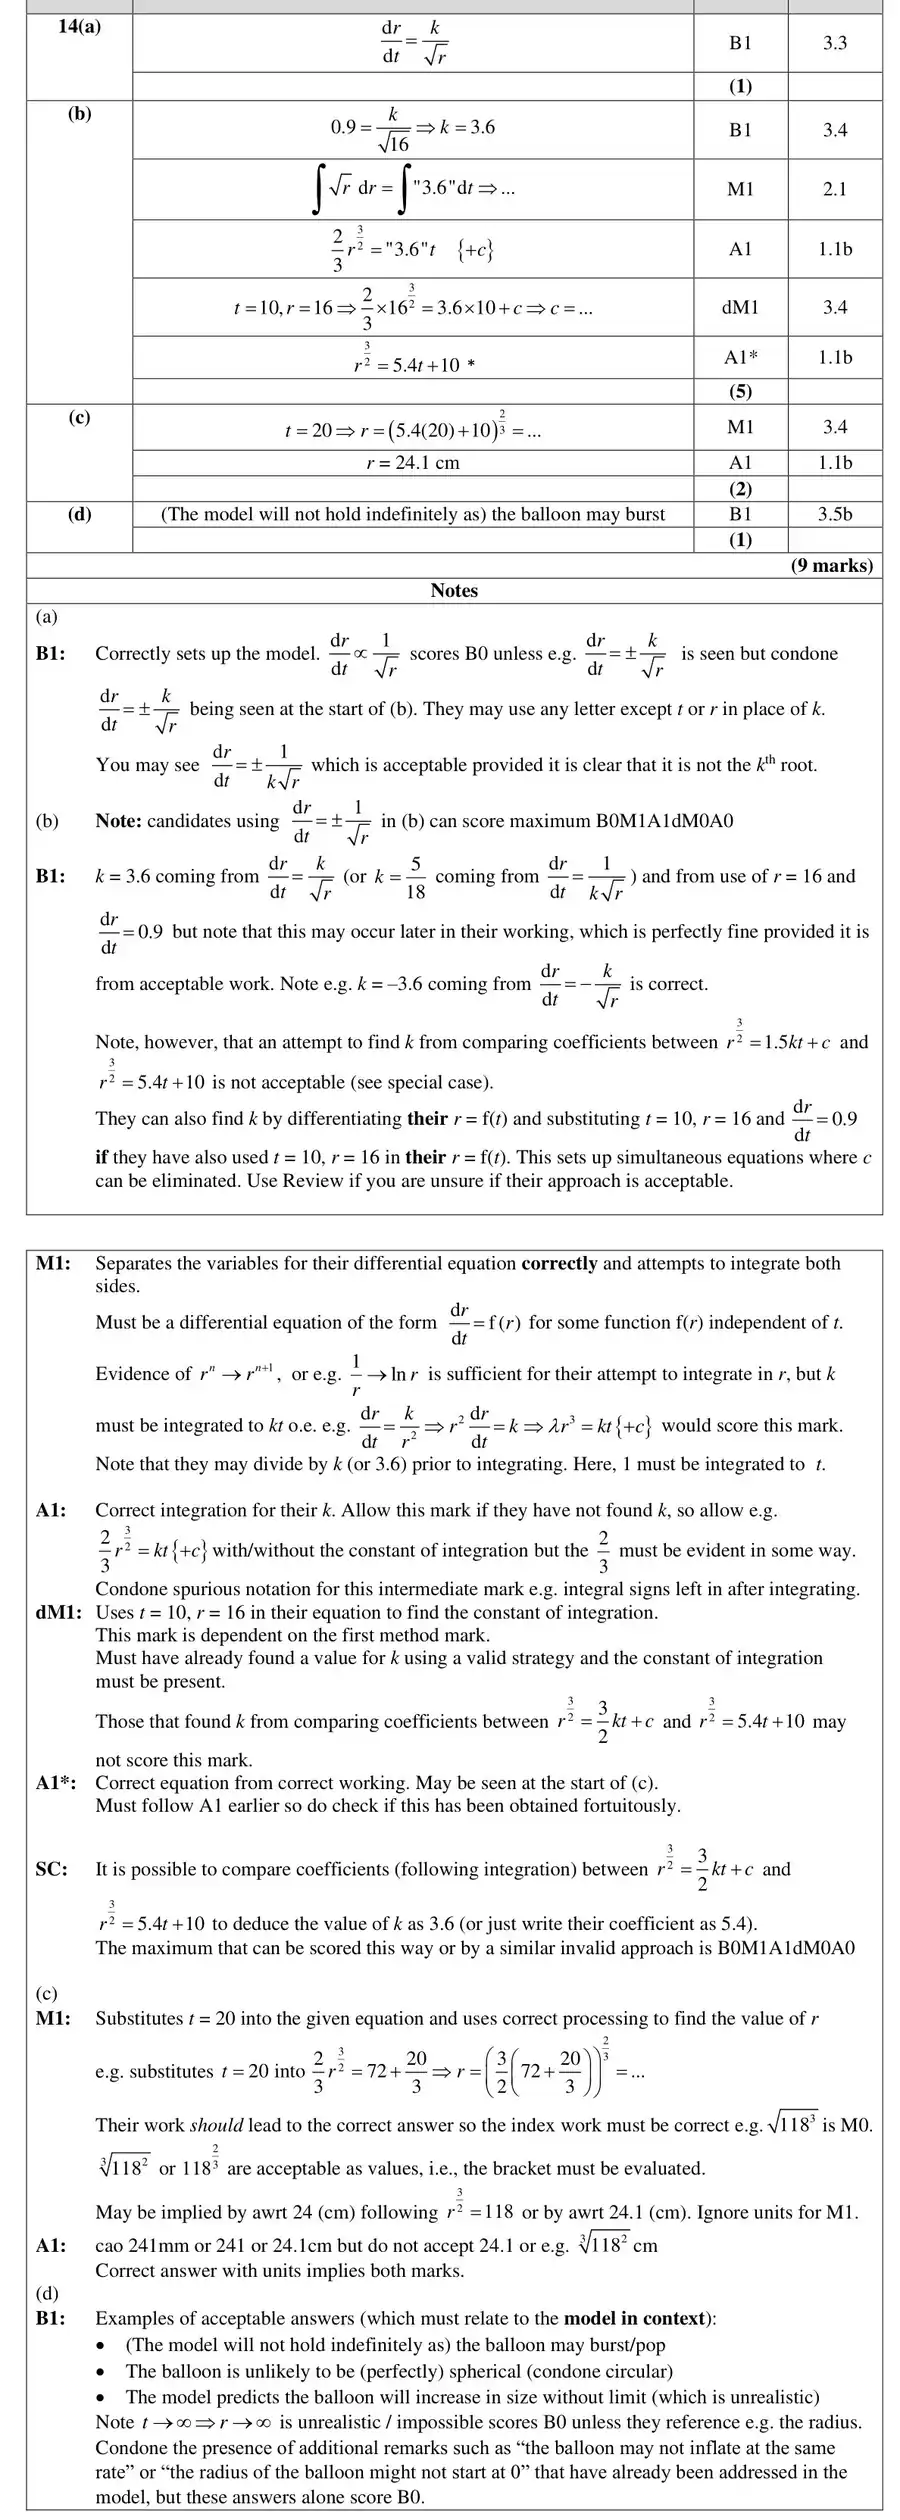 14(a) dr/dt = k/√r B1 3.3
(1)
(b) 0.9 = k/√16 ⇒ k = 3.6 B1 3.4
∫√r dr = ∫"3.6"dt ⇒ ... M1 2.1
2/3 r^(3/2) = "3.6"t {+c} A1 1.1b
t = 10, r = 16 ⇒ 2/3 × 16^(3/2) = 3.6 × 10 + c ⇒ c = ... dM1 3.4
r^(3/2) = 5.4t + 10 * A1* 1.1b
(5)
(c) t = 20 ⇒ r = (5.4(20) + 10)^(2/3) = ... M1 3.4
r = 24.1 cm A1 1.1b
(2)
(d) (The model will not hold indefinitely as) the balloon may burst B1 3.5b
(1)
(9 marks)
Notes
(a)
B1: Correctly sets up the model. dr/dt ∝ 1/√r scores B0 unless e.g. dr/dt = ± k/√r is seen but condone
dr/dt = ± k/√r being seen at the start of (b). They may use any letter except t or r in place of k.
You may see dr/dt = ± 1/(k√r) which is acceptable provided it is clear that it is not the kth root.
(b) Note: candidates using dr/dt = ± 1/√r in (b) can score maximum B0M1A1dM0A0
B1: k = 3.6 coming from dr/dt = k/√r (or k = 5/18 coming from dr/dt = 1/(k√r) ) and from use of r = 16 and
dr/dt = 0.9 but note that this may occur later in their working, which is perfectly fine provided it is
from acceptable work. Note e.g. k = –3.6 coming from dr/dt = − k/√r is correct.
Note, however, that an attempt to find k from comparing coefficients between r^(3/2) = 1.5kt + c and
r^(3/2) = 5.4t + 10 is not acceptable (see special case).
They can also find k by differentiating their r = f(t) and substituting t = 10, r = 16 and dr/dt = 0.9
if they have also used t = 10, r = 16 in their r = f(t). This sets up simultaneous equations where c
can be eliminated. Use Review if you are unsure if their approach is acceptable.
M1: Separates the variables for their differential equation correctly and attempts to integrate both
sides.
Must be a differential equation of the form dr/dt = f(r) for some function f(r) independent of t.
Evidence of r^n → r^(n+1), or e.g. 1/r → ln r is sufficient for their attempt to integrate in r, but k
must be integrated to kt o.e. e.g. dr/dt = k/r² ⇒ r² dr/dt = k ⇒ λr³ = kt {+c} would score this mark.
Note that they may divide by k (or 3.6) prior to integrating. Here, 1 must be integrated to t.
A1: Correct integration for their k. Allow this mark if they have not found k, so allow e.g.
2/3 r^(3/2) = kt {+c} with/without the constant of integration but the 2/3 must be evident in some way.
Condone spurious notation for this intermediate mark e.g. integral signs left in after integrating.
dM1: Uses t = 10, r = 16 in their equation to find the constant of integration.
This mark is dependent on the first method mark.
Must have already found a value for k using a valid strategy and the constant of integration
must be present.
Those that found k from comparing coefficients between r^(3/2) = 3/2 kt + c and r^(3/2) = 5.4t + 10 may
not score this mark.
A1*: Correct equation from correct working. May be seen at the start of (c).
Must follow A1 earlier so do check if this has been obtained fortuitously.
SC: It is possible to compare coefficients (following integration) between r^(3/2) = 3/2 kt + c and
r^(3/2) = 5.4t + 10 to deduce the value of k as 3.6 (or just write their coefficient as 5.4).
The maximum that can be scored this way or by a similar invalid approach is B0M1A1dM0A0
(c)
M1: Substitutes t = 20 into the given equation and uses correct processing to find the value of r
e.g. substitutes t = 20 into 2/3 r^(3/2) = 72 + 20/3 ⇒ r = (3/2(72 + 20/3))^(2/3) = ...
Their work should lead to the correct answer so the index work must be correct e.g. √118³ is M0.
∛118² or 118^(2/3) are acceptable as values, i.e., the bracket must be evaluated.
May be implied by awrt 24 (cm) following r^(3/2) = 118 or by awrt 24.1 (cm). Ignore units for M1.
A1: cao 241mm or 241 or 24.1cm but do not accept 24.1 or e.g. ∛118² cm
Correct answer with units implies both marks.
(d)
B1: Examples of acceptable answers (which must relate to the model in context):
• (The model will not hold indefinitely as) the balloon may burst/pop
• The balloon is unlikely to be (perfectly) spherical (condone circular)
• The model predicts the balloon will increase in size without limit (which is unrealistic)
Note t → ∞ ⇒ r → ∞ is unrealistic / impossible scores B0 unless they reference e.g. the radius.
Condone the presence of additional remarks such as “the balloon may not inflate at the same
rate” or “the radius of the balloon might not start at 0” that have already been addressed in the
model, but these answers alone score B0.